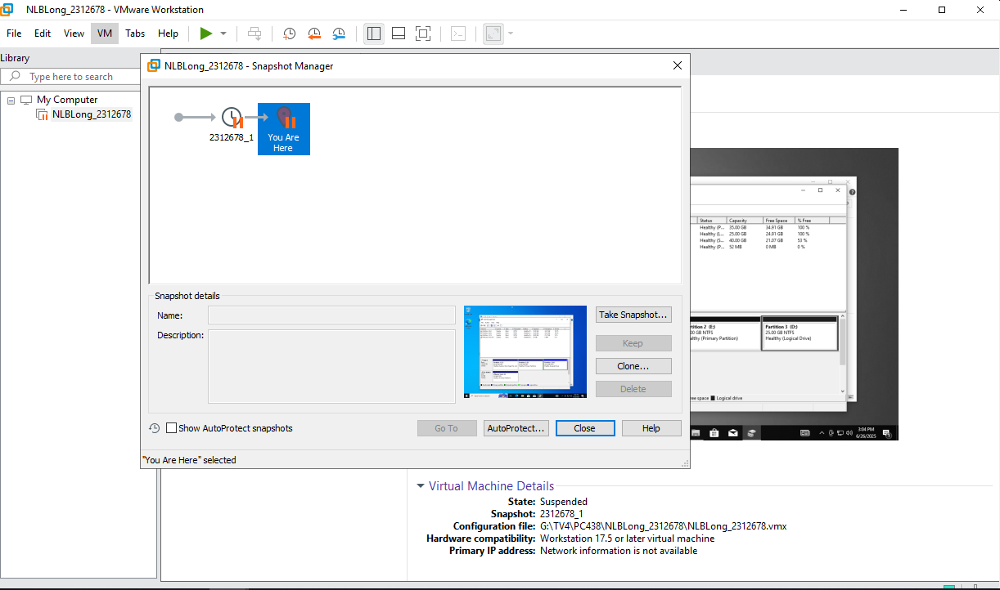 NLBLong_2312678 - VMware Workstation
File Edit View VM Tabs Help
Library
Type here to search
My Computer
NLBLong_2312678
NLBLong_2312678 - Snapshot Manager
2312678_1
You Are
Here
Snapshot details
Name:
Description:
Take Snapshot...
Keep
Clone...
Delete
Show AutoProtect snapshots
Go To
AutoProtect...
Close
Help
"You Are Here" selected
Status Capacity Free Space % Free
Healthy (P... 35.00 GB 34.91 GB 100 %
Healthy (L... 25.00 GB 24.91 GB 100 %
Healthy (S... 40.00 GB 21.07 GB 53 %
Healthy (P... 52 MB 0 MB 0 %
tition 2 (E:) Partition 3 (D:)
00 GB NTFS 25.00 GB NTFS
althy (Primary Partition) Healthy (Logical Drive)
ree space Logical drive
3:04 PM
6/26/2025
Virtual Machine Details
State: Suspended
Snapshot: 2312678_1
Configuration file: G:\TV4\PC438\NLBLong_2312678\NLBLong_2312678.vmx
Hardware compatibility: Workstation 17.5 or later virtual machine
Primary IP address: Network information is not available